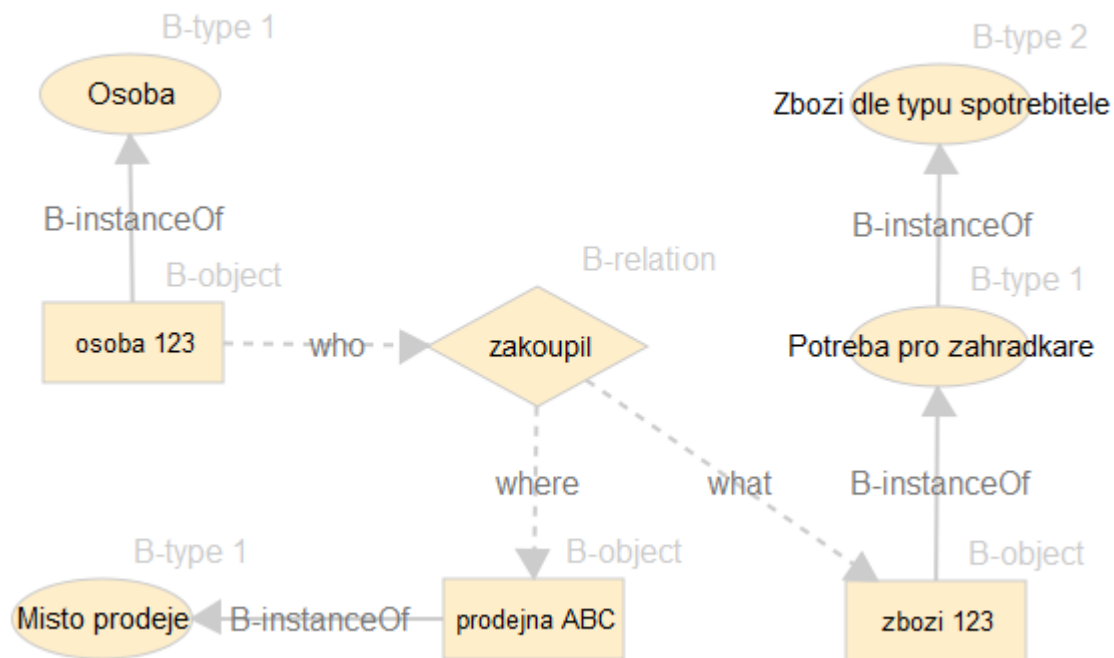 B-type 1
B-type 2
Osoba
Zbozi dle typu spotrebitele
B-instanceOf
B-instanceOf
B-object
B-relation
B-type 1
osoba 123
who
zakoupil
Potreba pro zahradkare
where
what
B-instanceOf
B-type 1
B-object
B-object
Misto prodeje
B-instanceOf
prodejna ABC
zbozi 123